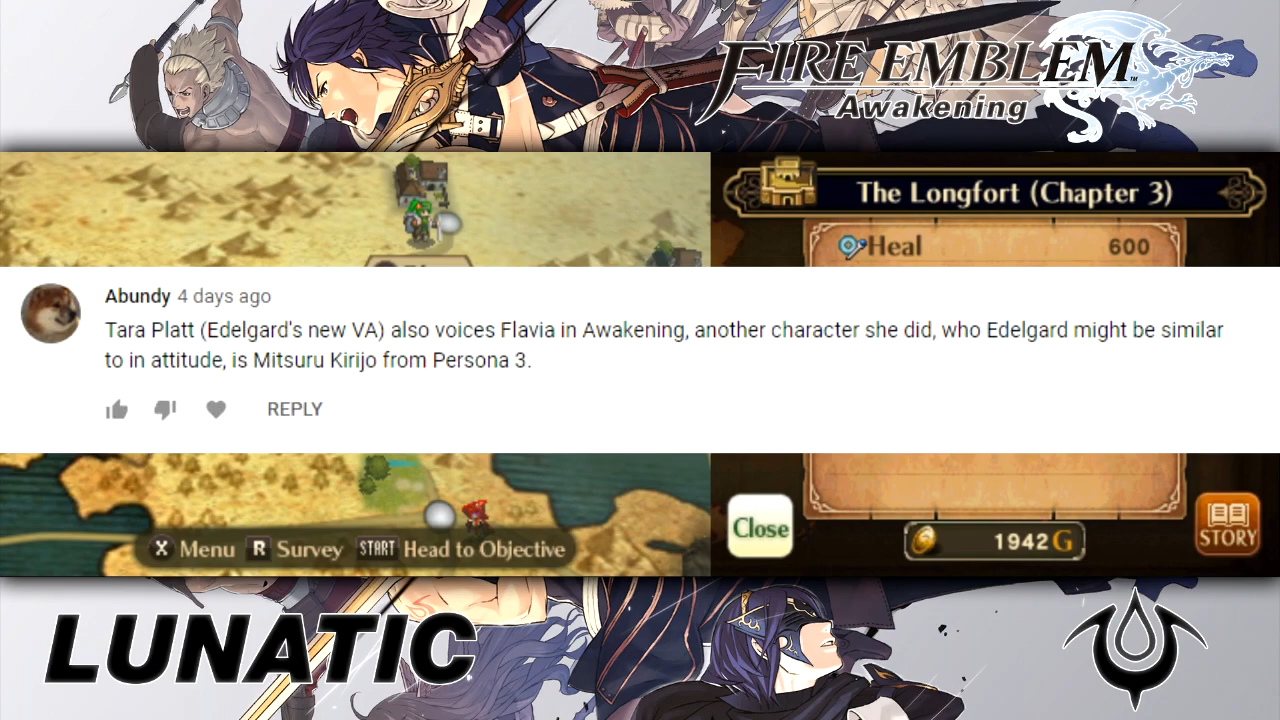 FIRE EMBLEM™
Awakening
The Longfort (Chapter 3)
Heal 600
Abundy 4 days ago
Tara Platt (Edelgard's new VA) also voices Flavia in Awakening, another character she did, who Edelgard might be similar
to in attitude, is Mitsuru Kirijo from Persona 3.
REPLY
X Menu R Survey START Head to Objective
Close
1942 G
STORY
LUNATIC